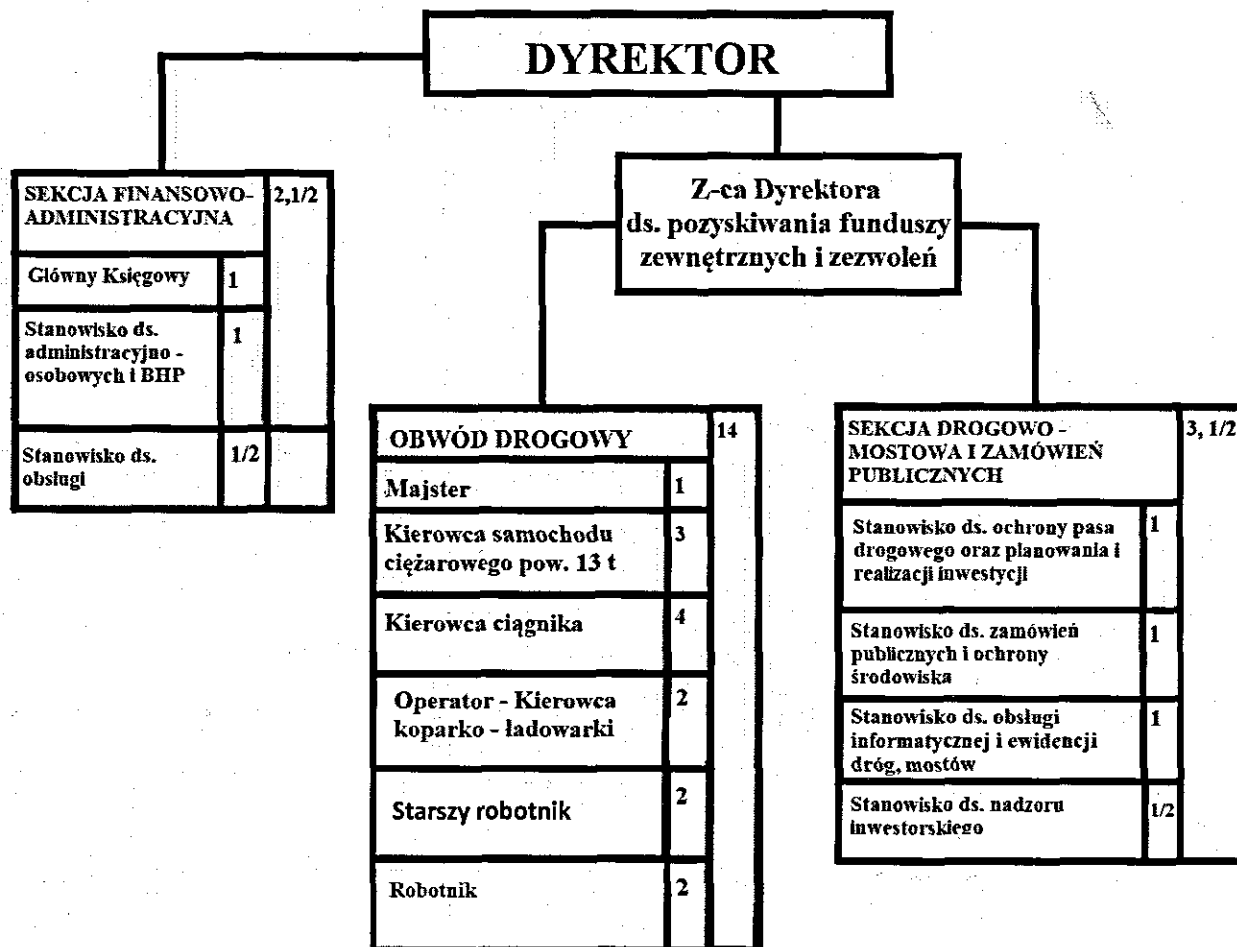 DYREKTOR
Z-ca Dyrektora
ds. pozyskiwania funduszy
zewnętrznych i zezwoleń
SEKCJA FINANSOWO-
ADMINISTRACYJNA
2,1/2
Główny Księgowy 1
Stanowisko ds. 1
administracyjno -
osobowych i BHP
Stanowisko ds. 1/2
obsługi
OBWÓD DROGOWY 14
Majster 1
Kierowca samochodu 3
ciężarowego pow. 13 t
Kierowca ciągnika 4
Operator - Kierowca 2
koparko - ładowarki
Starszy robotnik 2
Robotnik 2
SEKCJA DROGOWO - 3, 1/2
MOSTOWA I ZAMÓWIEŃ
PUBLICZNYCH
Stanowisko ds. ochrony pasa 1
drogowego oraz planowania i
realizacji inwestycji
Stanowisko ds. zamówień 1
publicznych i ochrony
środowiska
Stanowisko ds. obsługi 1
informatycznej i ewidencji
dróg, mostów
Stanowisko ds. nadzoru 1/2
inwestorskiego